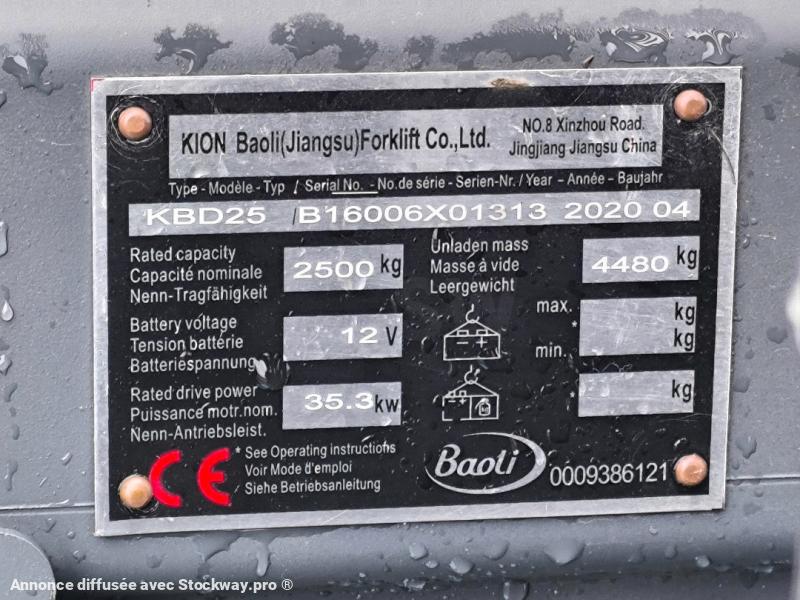 KION Baoli(Jiangsu)Forklift Co.,Ltd.
NO.8 Xinzhou Road.
Jingjiang Jiangsu China
Type - Modèle - Typ / Serial No. - No.de série - Serien-Nr. / Year - Année - Baujahr
KBD25 /B16006X01313 2020 04
Rated capacity
Capacité nominale
Nenn-Tragfähigkeit
2500 kg
Unladen mass
Masse à vide
Leergewicht
4480 kg
Battery voltage
Tension battérie
Batteriespannung
12 V
max. kg
* kg
min.
Rated drive power
Puissance motr.nom.
Nenn-Antriebsleist.
35.3 kw
* kg
CE
* See Operating instructions
Voir Mode d'emploi
Siehe Betriebsanleitung
Baoli
0009386121
Annonce diffusée avec Stockway.pro ®